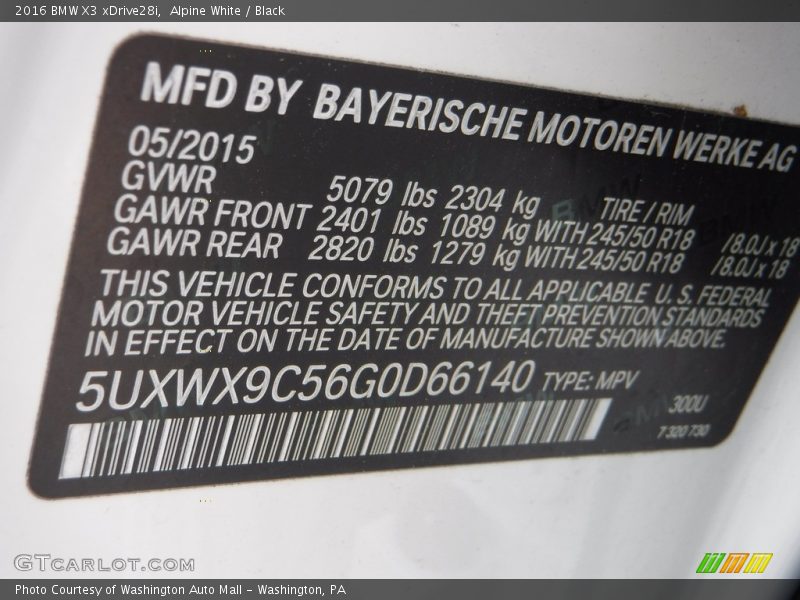 2016 BMW X3 xDrive28i, Alpine White / Black
MFD BY BAYERISCHE MOTOREN WERKE AG
05/2015
GVWR 5079 lbs 2304 kg TIRE / RIM
GAWR FRONT 2401 lbs 1089 kg WITH 245/50 R18 /8.0J x 18
GAWR REAR 2820 lbs 1279 kg WITH 245/50 R18 /8.0J x 18
THIS VEHICLE CONFORMS TO ALL APPLICABLE U. S. FEDERAL
MOTOR VEHICLE SAFETY AND THEFT PREVENTION STANDARDS
IN EFFECT ON THE DATE OF MANUFACTURE SHOWN ABOVE.
5UXWX9C56G0D66140 TYPE: MPV
300U
7 320 730
GTCARLOT.COM
Photo Courtesy of Washington Auto Mall - Washington, PA